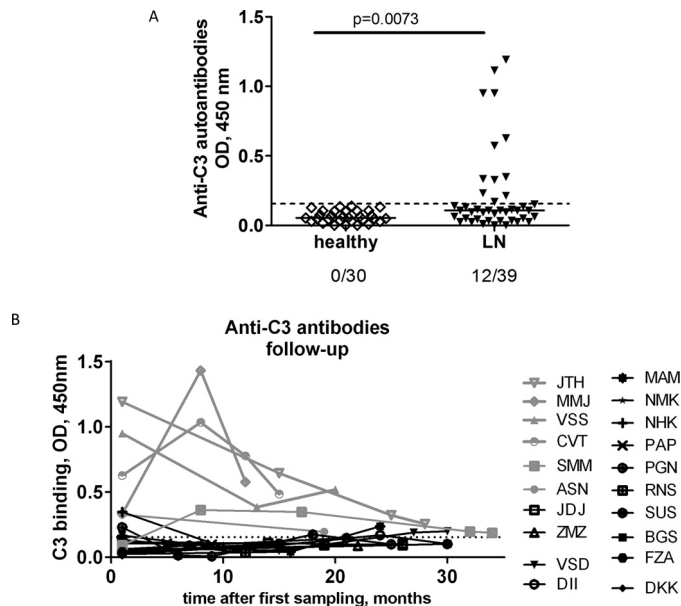 A
p=0.0073
Anti-C3 autoantibodies
OD, 450 nm
1.5
1.0
0.5
0.0
healthy
LN
0/30
12/39
B
Anti-C3 antibodies
follow-up
C3 binding, OD, 450nm
1.5
1.0
0.5
0.0
0
10
20
30
time after first sampling, months
JTH
MMJ
VSS
CVT
SMM
ASN
JDJ
ZMZ
VSD
DII
MAM
NMK
NHK
PAP
PGN
RNS
SUS
BGS
FZA
DKK